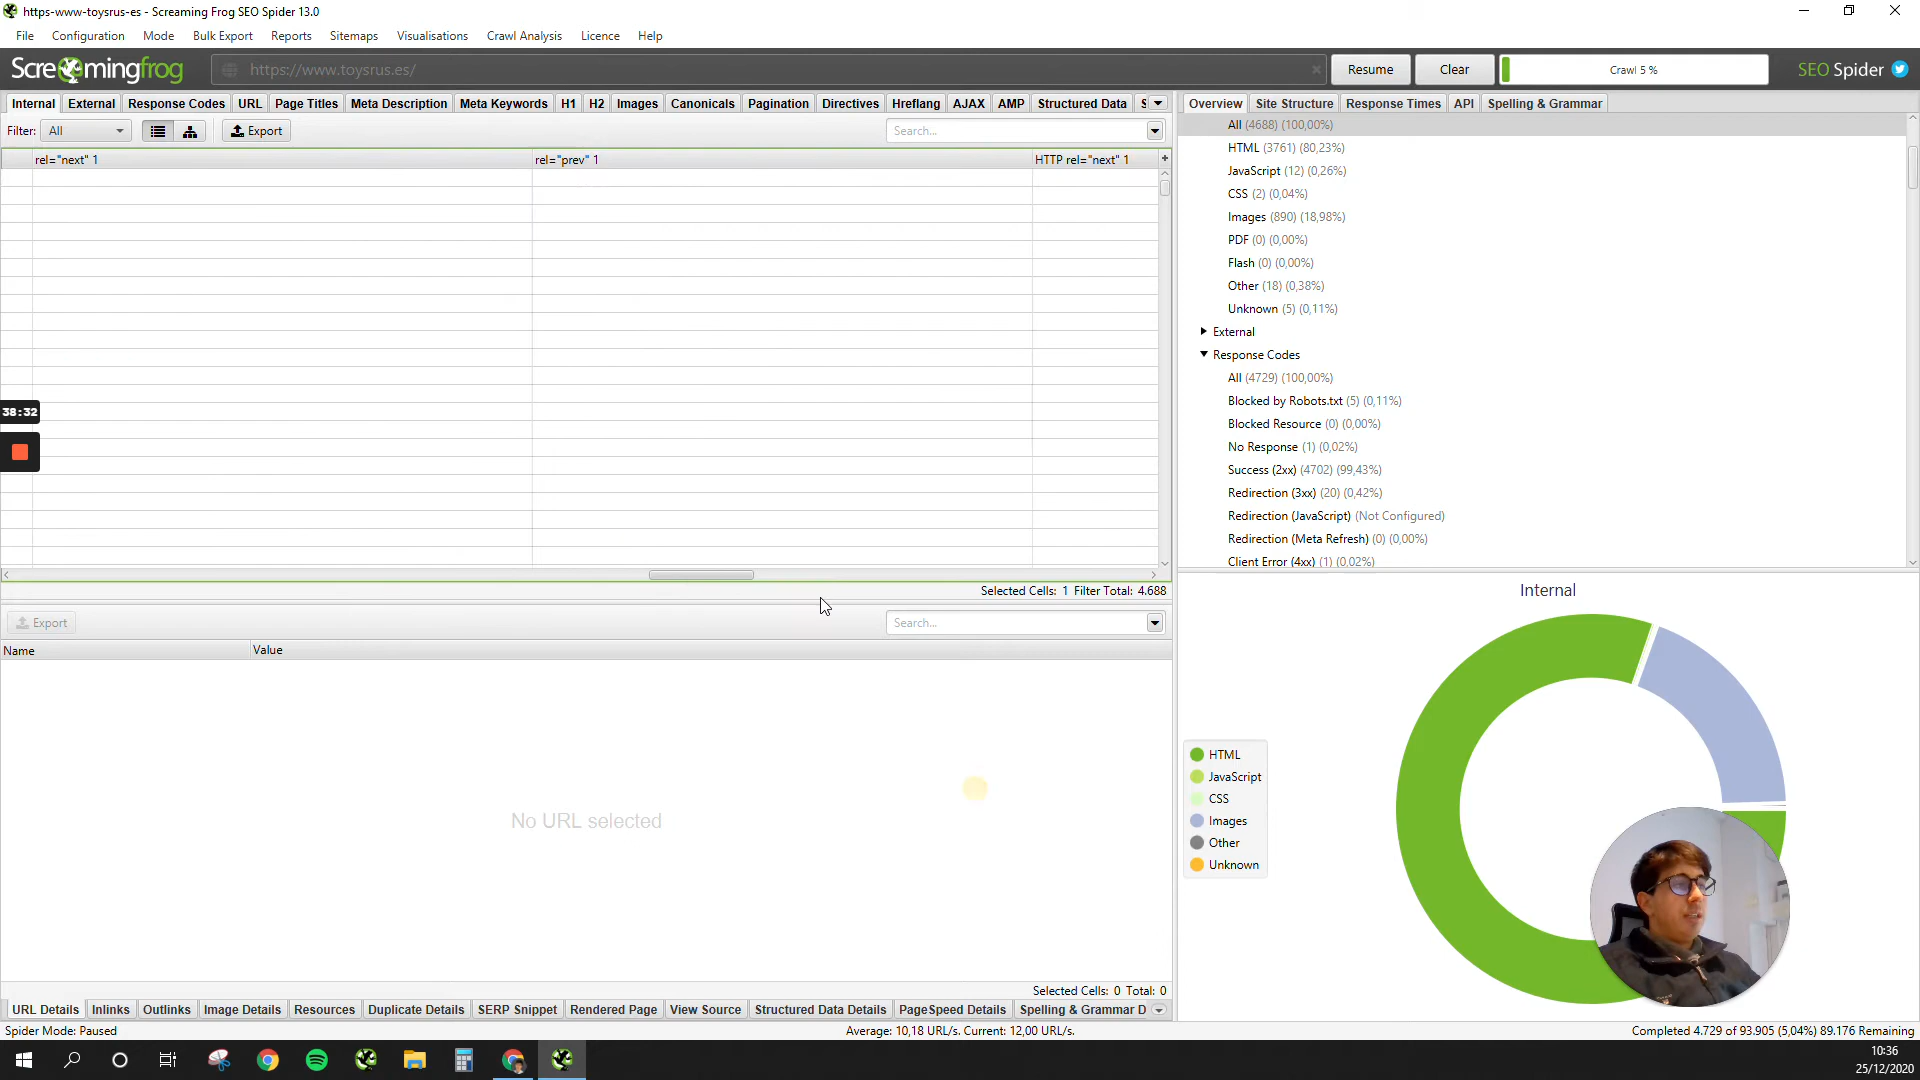 https-www-toysrus-es - Screaming Frog SEO Spider 13.0
File Configuration Mode Bulk Export Reports Sitemaps Visualisations Crawl Analysis Licence Help
Screamingfrog https://www.toysrus.es/ Resume Clear Crawl 5 % SEO Spider
Internal External Response Codes URL Page Titles Meta Description Meta Keywords H1 H2 Images Canonicals Pagination Directives Hreflang AJAX AMP Structured Data S
Filter: All Export Search...
rel="next" 1 rel="prev" 1 HTTP rel="next" 1 +
38:32
Selected Cells: 1 Filter Total: 4.688
Export Search...
Name Value
No URL selected
Selected Cells: 0 Total: 0
URL Details Inlinks Outlinks Image Details Resources Duplicate Details SERP Snippet Rendered Page View Source Structured Data Details PageSpeed Details Spelling & Grammar D
Overview Site Structure Response Times API Spelling & Grammar
All (4688) (100,00%)
HTML (3761) (80,23%)
JavaScript (12) (0,26%)
CSS (2) (0,04%)
Images (890) (18,98%)
PDF (0) (0,00%)
Flash (0) (0,00%)
Other (18) (0,38%)
Unknown (5) (0,11%)
External
Response Codes
All (4729) (100,00%)
Blocked by Robots.txt (5) (0,11%)
Blocked Resource (0) (0,00%)
No Response (1) (0,02%)
Success (2xx) (4702) (99,43%)
Redirection (3xx) (20) (0,42%)
Redirection (JavaScript) (Not Configured)
Redirection (Meta Refresh) (0) (0,00%)
Client Error (4xx) (1) (0,02%)
Internal
HTML
JavaScript
CSS
Images
Other
Unknown
Spider Mode: Paused Average: 10,18 URL/s. Current: 12,00 URL/s. Completed 4.729 of 93.905 (5,04%) 89.176 Remaining
10:36
25/12/2020